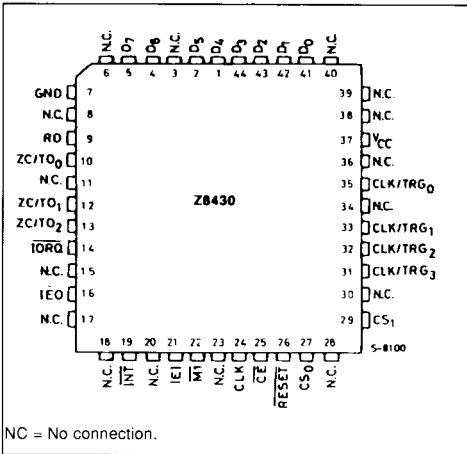 N.C. D7 D6 N.C. D5 D4 D3 D2 D1 D0 N.C.
6 5 4 3 2 1 44 43 42 41 40
GND 7
N.C. 8
RD 9
ZC/TO0 10
N.C. 11
ZC/TO1 12
ZC/TO2 13
IORQ 14
N.C. 15
IEO 16
N.C. 17
Z8430
39 N.C.
38 N.C.
37 VCC
36 N.C.
35 CLK/TRG0
34 N.C.
33 CLK/TRG1
32 CLK/TRG2
31 CLK/TRG3
30 N.C.
29 CS1
S-8100
18 19 20 21 22 23 24 25 26 27 28
N.C. INT N.C. IEI M1 N.C. CLK CE RESET CS0 N.C.
NC = No connection.